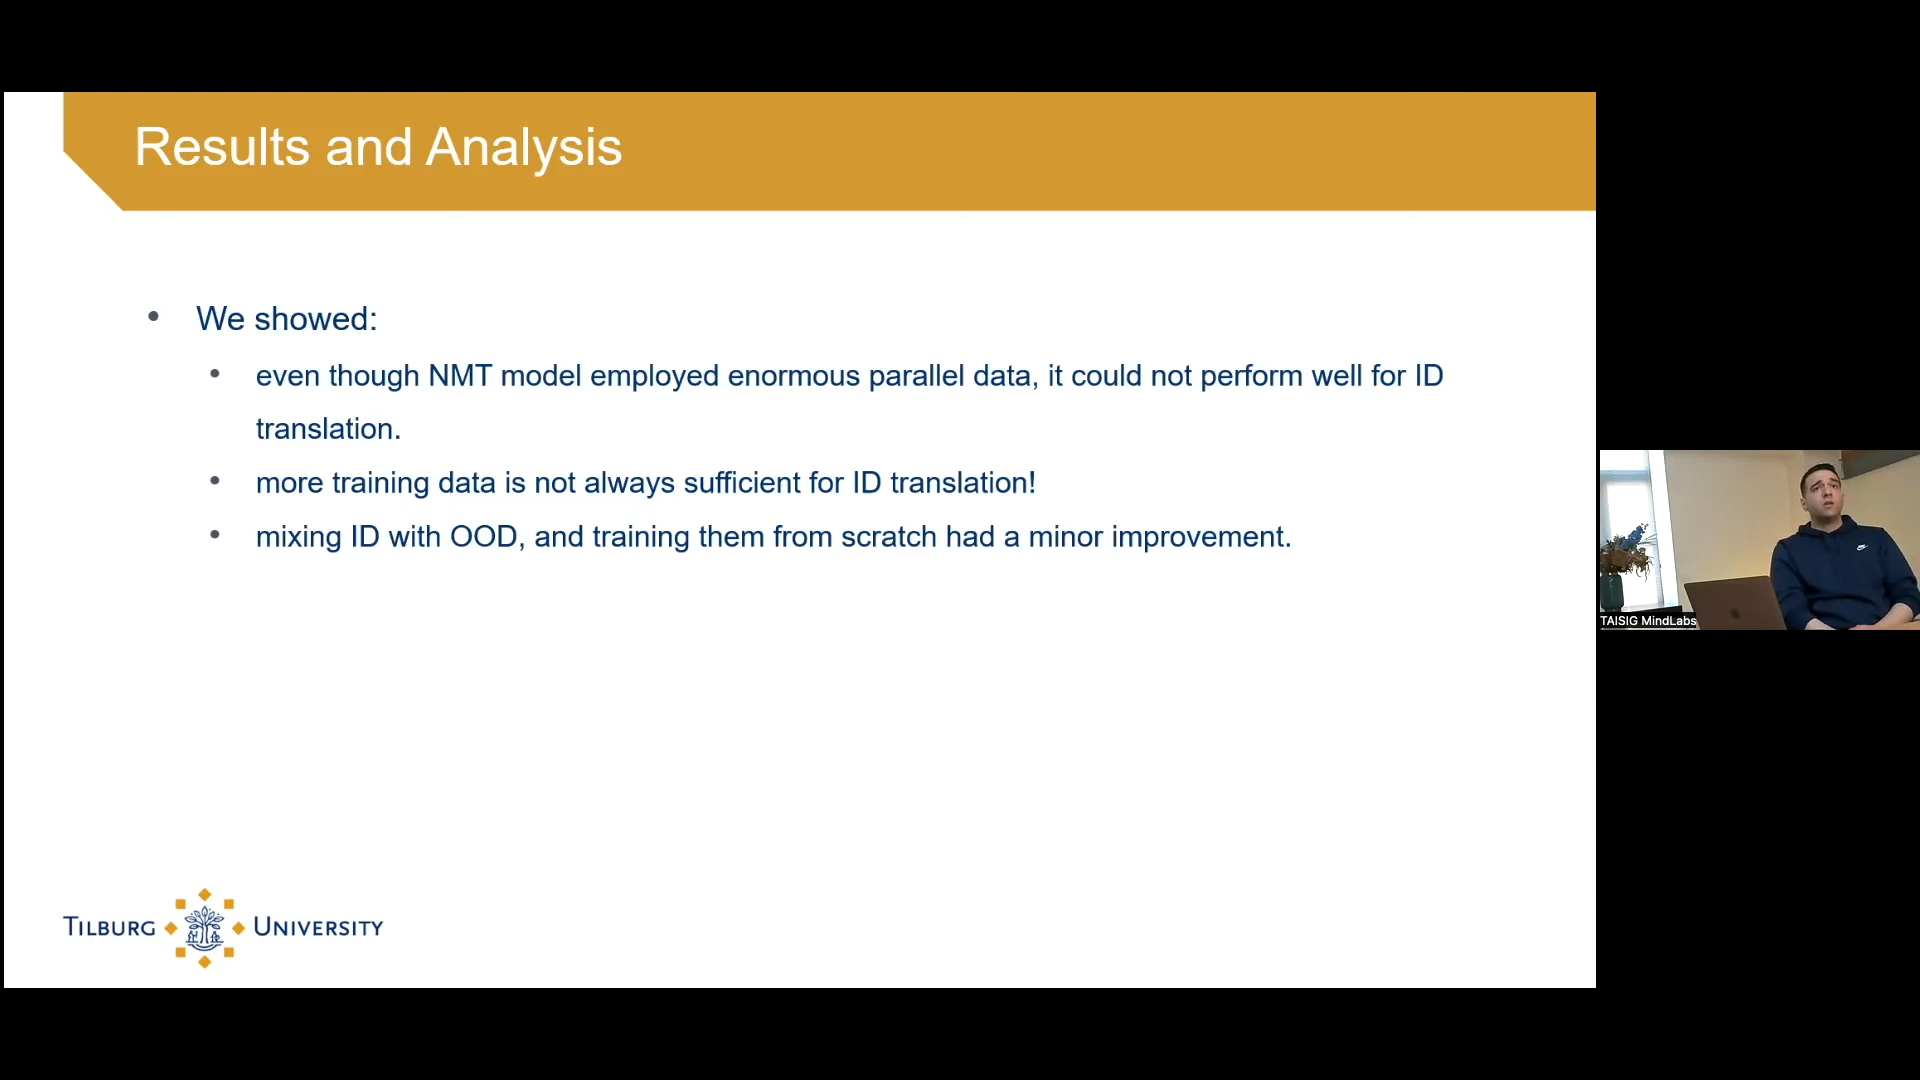 Results and Analysis
• We showed:
• even though NMT model employed enormous parallel data, it could not perform well for ID
translation.
• more training data is not always sufficient for ID translation!
• mixing ID with OOD, and training them from scratch had a minor improvement.
TAISIG MindLabs
TILBURG UNIVERSITY